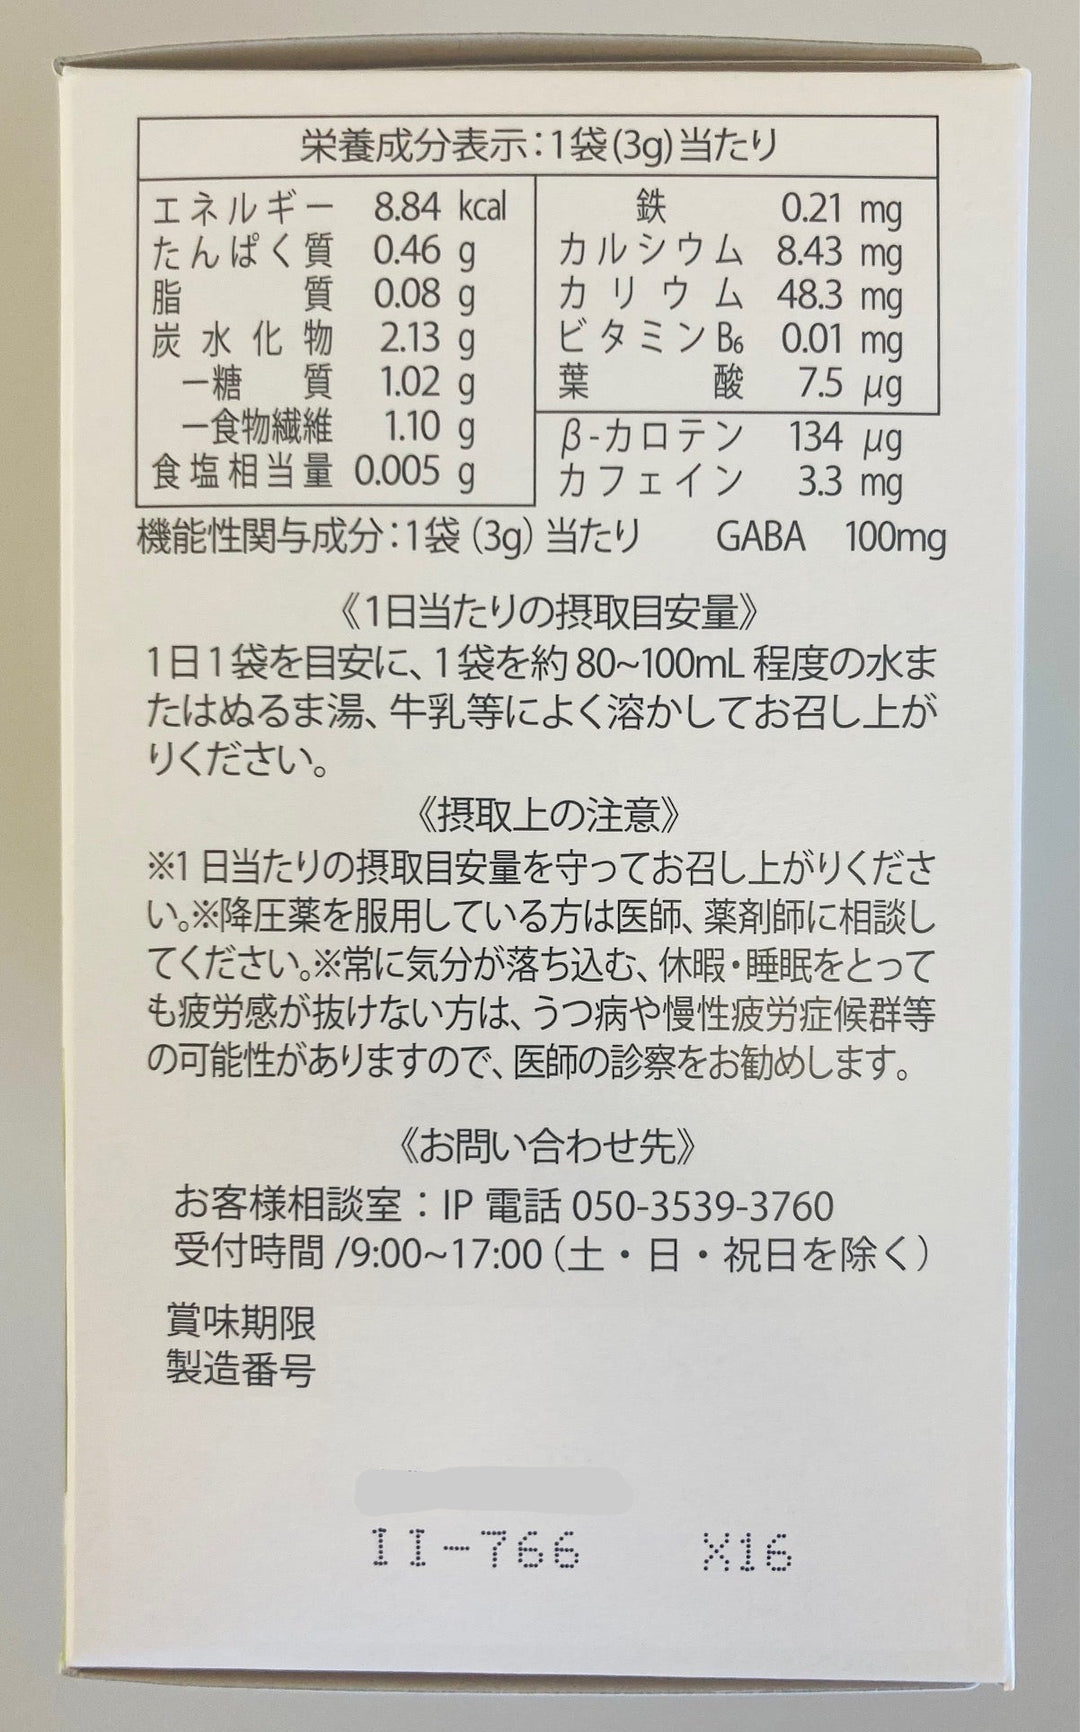 栄養成分表示：1袋(3g)当たり
エネルギー 8.84 kcal
たんぱく質 0.46 g
脂質 0.08 g
炭水化物 2.13 g
－糖質 1.02 g
－食物繊維 1.10 g
食塩相当量 0.005 g
鉄 0.21 mg
カルシウム 8.43 mg
カリウム 48.3 mg
ビタミンB₆ 0.01 mg
葉酸 7.5 μg
β-カロテン 134 μg
カフェイン 3.3 mg
機能性関与成分：1袋（3g）当たり GABA 100mg
《1日当たりの摂取目安量》
1日1袋を目安に、1袋を約80~100mL程度の水ま
たはぬるま湯、牛乳等によく溶かしてお召し上が
りください。
《摂取上の注意》
※1日当たりの摂取目安量を守ってお召し上がりくださ
い。※降圧薬を服用している方は医師、薬剤師に相談し
てください。※常に気分が落ち込む、休暇・睡眠をとって
も疲労感が抜けない方は、うつ病や慢性疲労症候群等
の可能性がありますので、医師の診察をお勧めします。
《お問い合わせ先》
お客様相談室：IP電話 050-3539-3760
受付時間/9:00~17:00（土・日・祝日を除く）
賞味期限
製造番号
II-766 X16